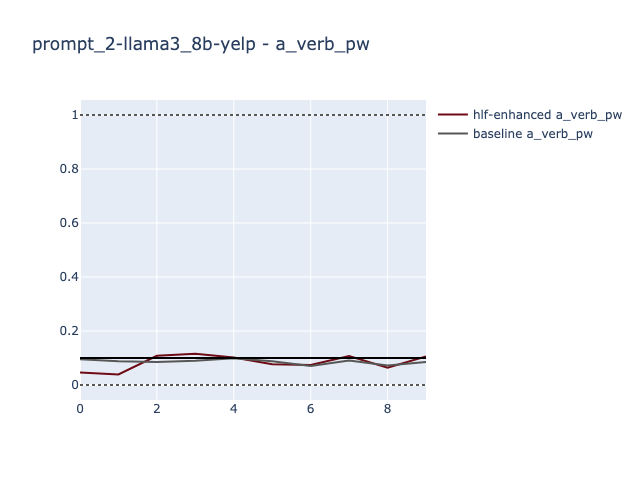 prompt_2-llama3_8b-yelp - a_verb_pw
hlf-enhanced a_verb_pw
baseline a_verb_pw
1
0.8
0.6
0.4
0.2
0
0 2 4 6 8